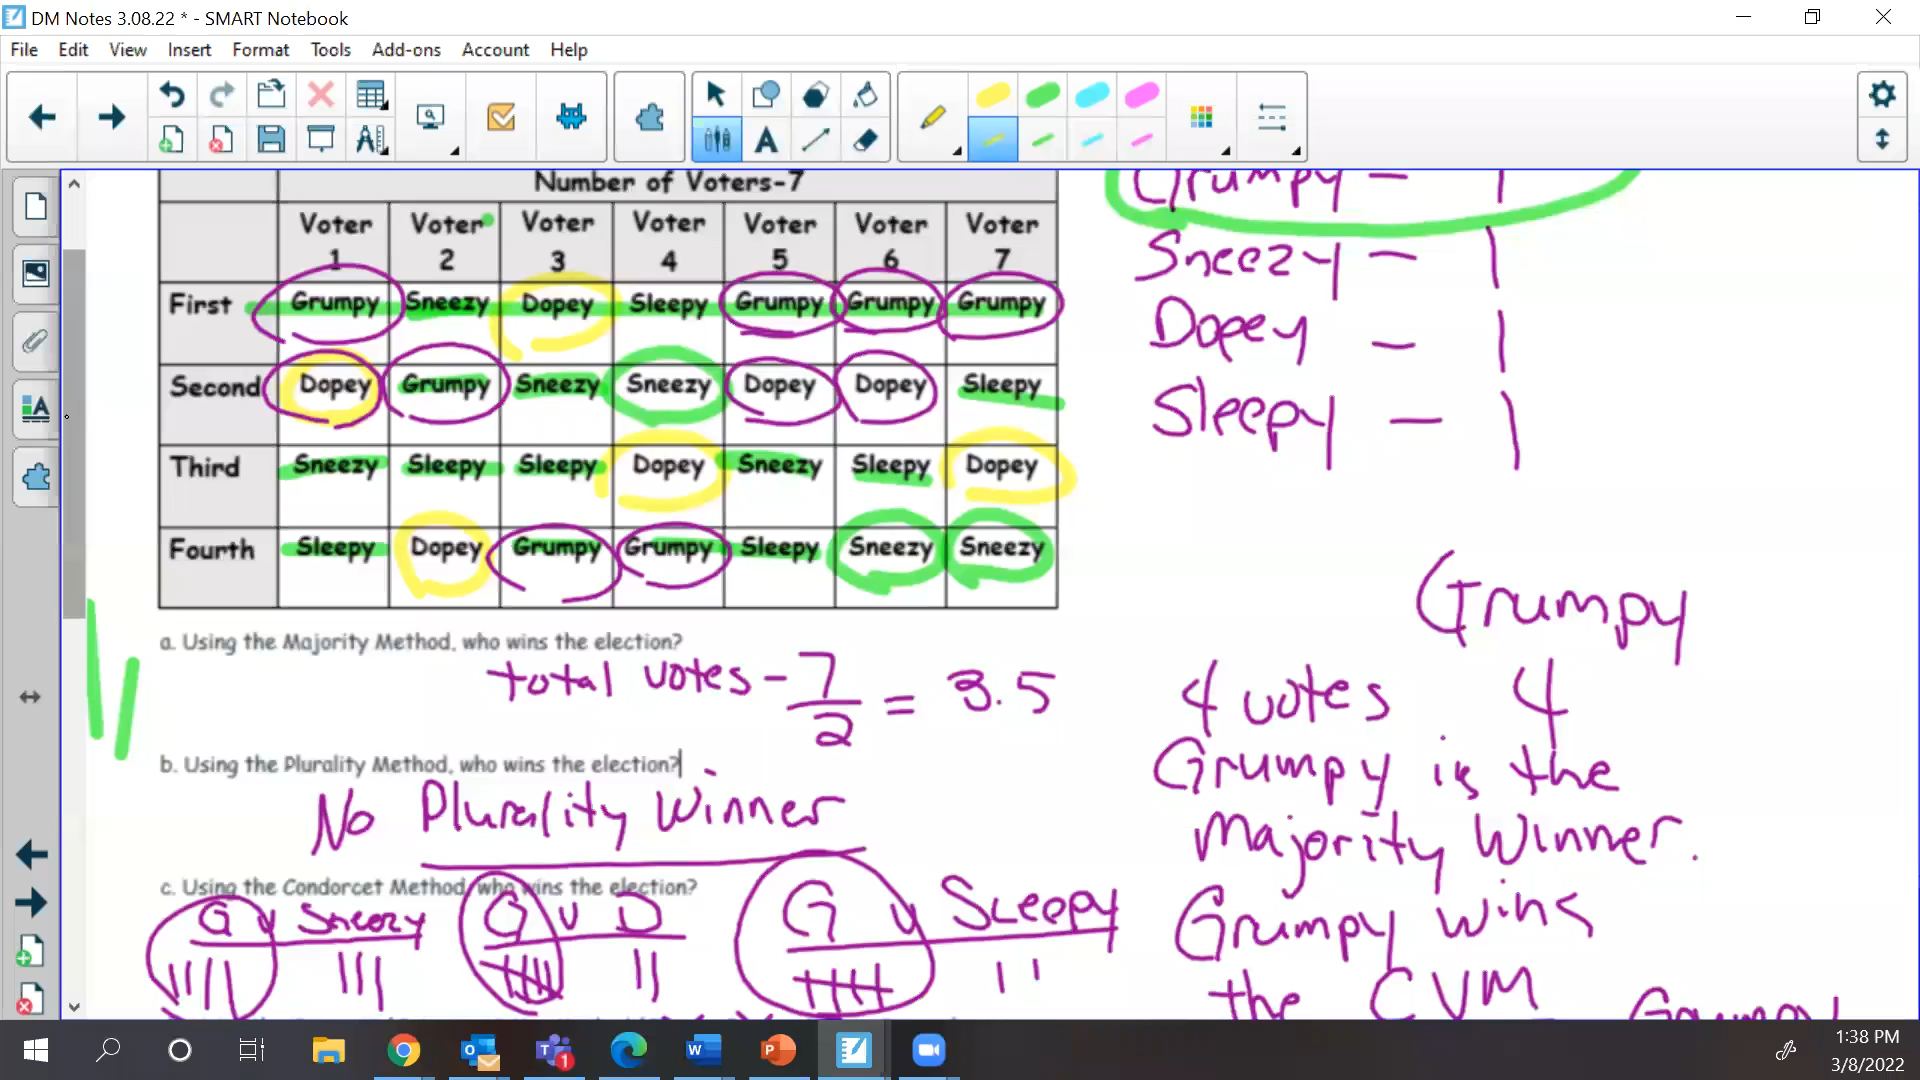 DM Notes 3.08.22 * - SMART Notebook
File Edit View Insert Format Tools Add-ons Account Help
Number of Voters-7
Voter 1 Voter 2 Voter 3 Voter 4 Voter 5 Voter 6 Voter 7
First Grumpy Sneezy Dopey Sleepy Grumpy Grumpy Grumpy
Second Dopey Grumpy Sneezy Sneezy Dopey Dopey Sleepy
Third Sneezy Sleepy Sleepy Dopey Sneezy Sleepy Dopey
Fourth Sleepy Dopey Grumpy Grumpy Sleepy Sneezy Sneezy
Grumpy - 1
Sneezy - 1
Dopey - 1
Sleepy - 1
a. Using the Majority Method, who wins the election?
total votes - 7/2 = 3.5
b. Using the Plurality Method, who wins the election?
No Plurality Winner
c. Using the Condorcet Method, who wins the election?
G v Sneezy
G v D
G v Sleepy
Grumpy
4 votes 4
Grumpy is the
Majority Winner.
Grumpy wins
the CVM
Grumpy
1:38 PM
3/8/2022